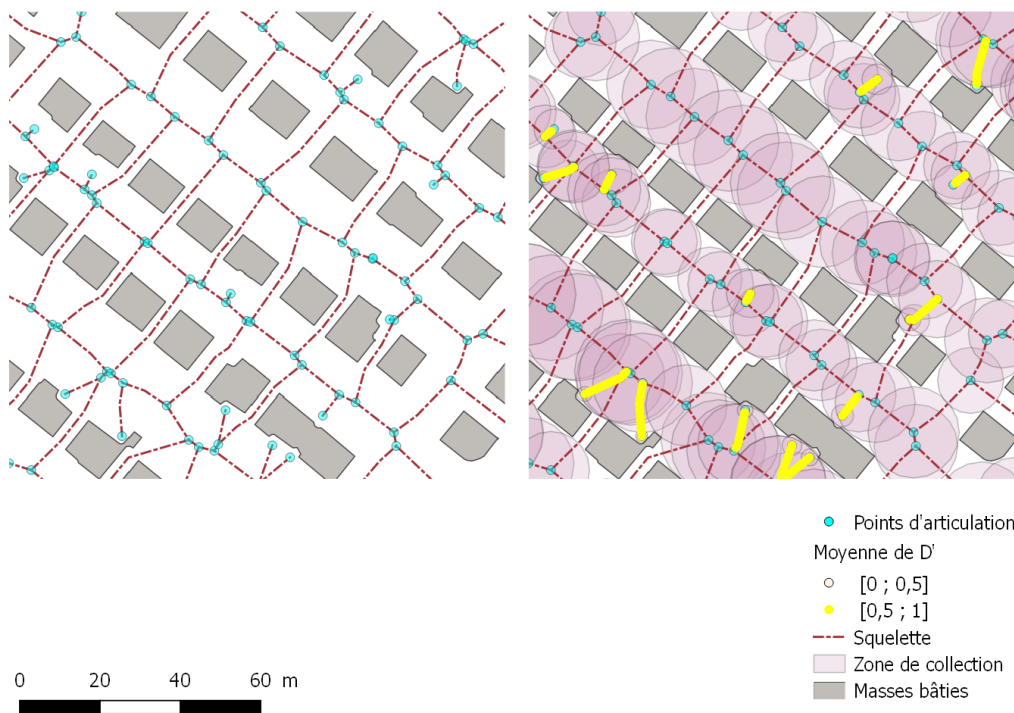 Points d'articulation
Moyenne de D'
[0 ; 0,5]
[0,5 ; 1]
Squelette
Zone de collection
Masses bâties
0 20 40 60 m